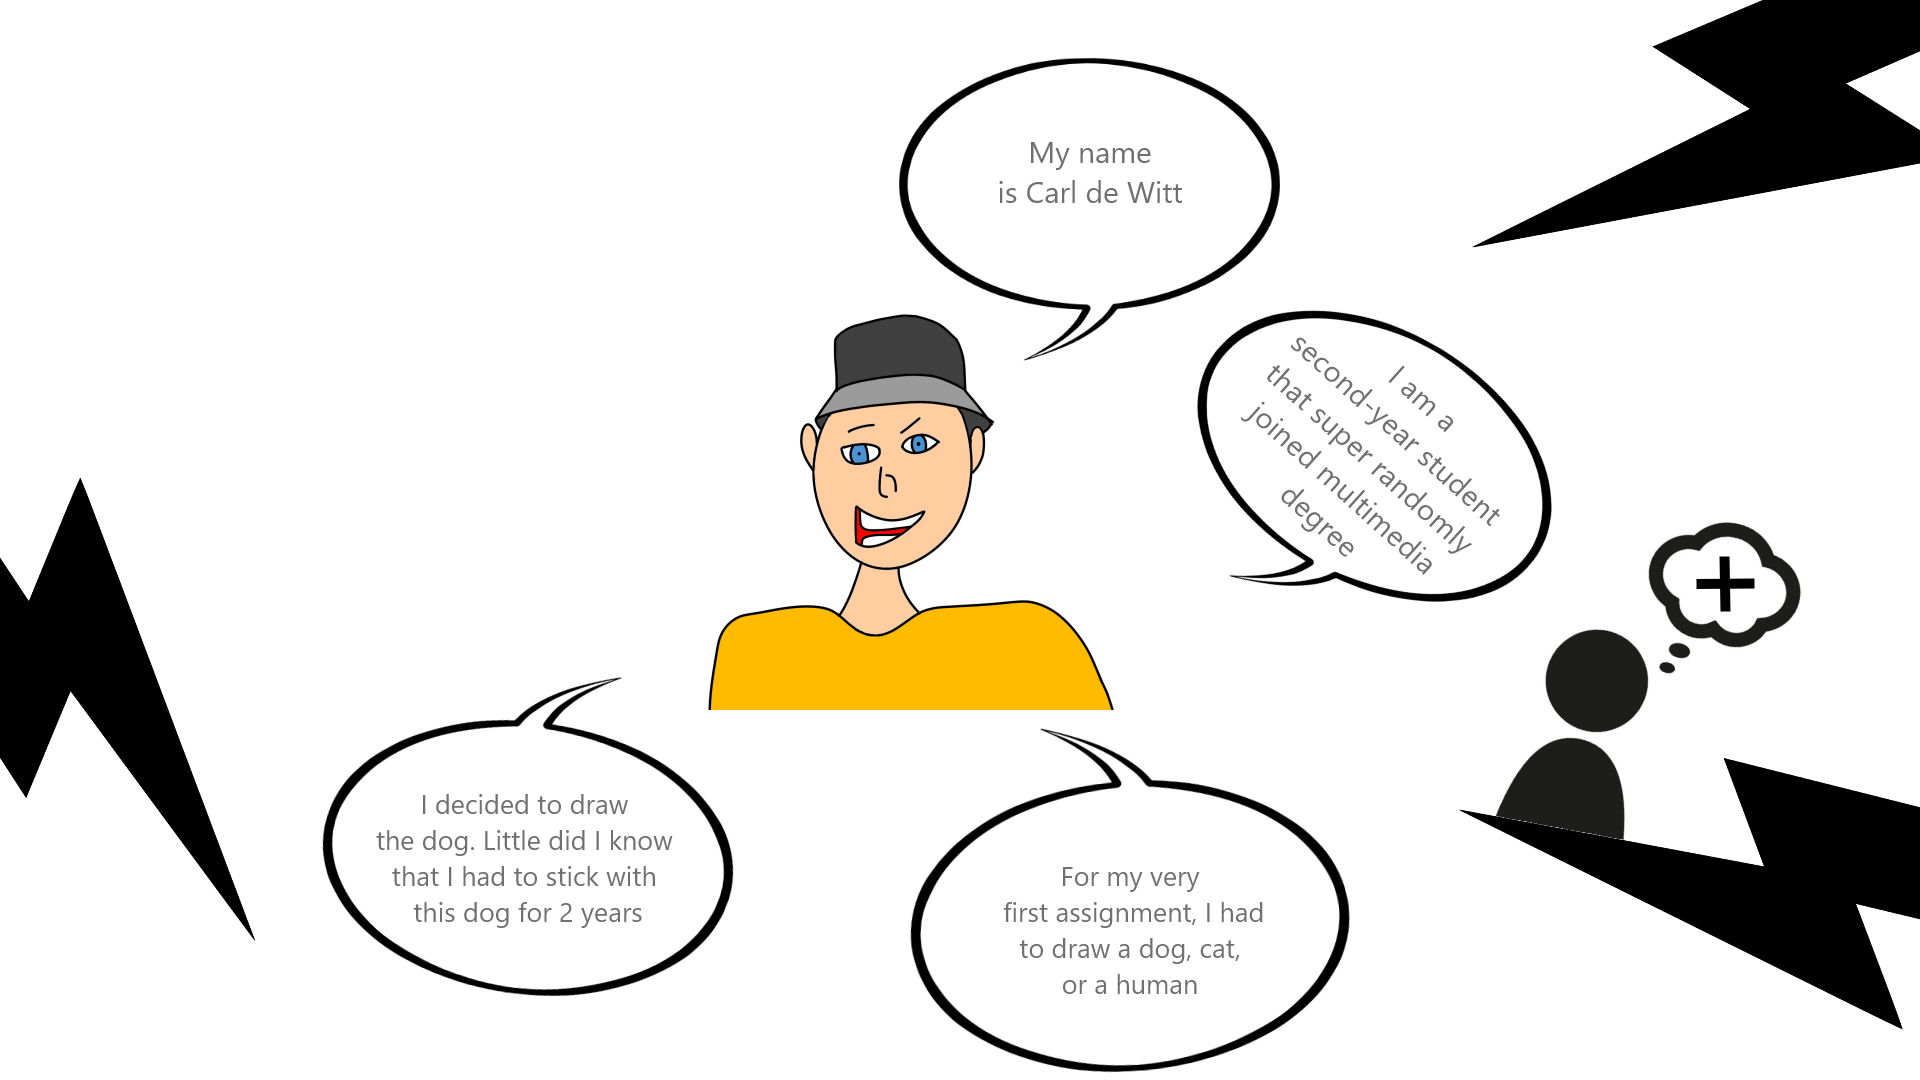 My name
is Carl de Witt
I am a
second-year student
that super randomly
joined multimedia
degree
For my very
first assignment, I had
to draw a dog, cat,
or a human
I decided to draw
the dog. Little did I know
that I had to stick with
this dog for 2 years